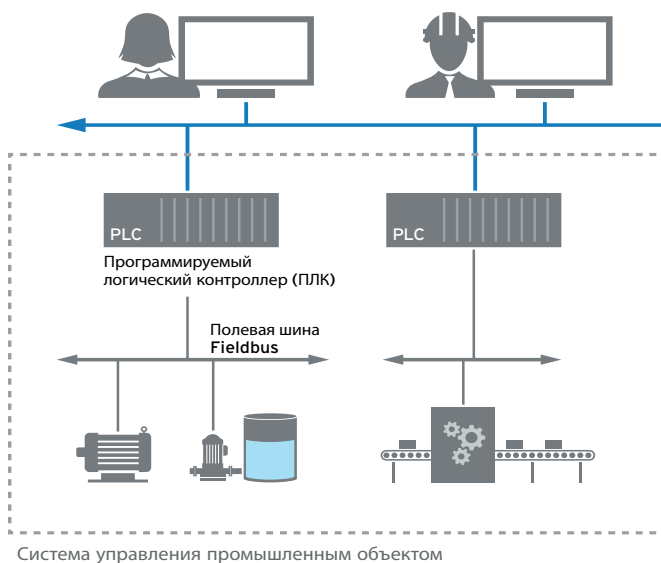 PLC
PLC
Программируемый
логический контроллер (ПЛК)
Полевая шина
Fieldbus
Система управления промышленным объектом